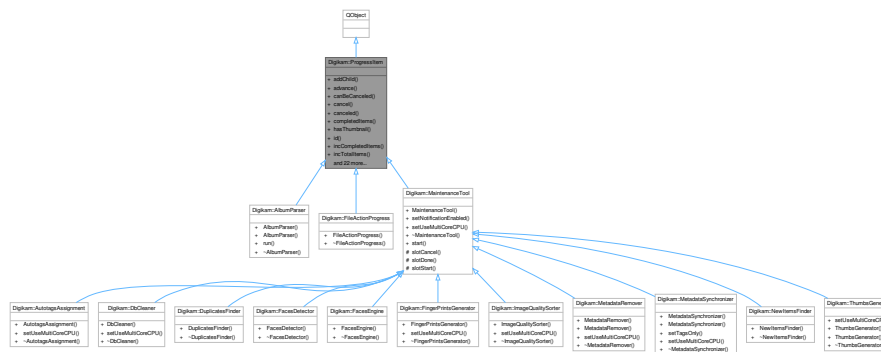 QObject
Digikam::ProgressItem
+ addChild()
+ advance()
+ canBeCanceled()
+ cancel()
+ canceled()
+ completedItems()
+ hasThumbnail()
+ id()
+ incCompletedItems()
+ incTotalItems()
and 22 more...
Digikam::AlbumParser
+ AlbumParser()
+ AlbumParser()
+ run()
+ ~AlbumParser()
Digikam::FileActionProgress
+ FileActionProgress()
+ ~FileActionProgress()
Digikam::MaintenanceTool
+ MaintenanceTool()
+ setNotificationEnabled()
+ setUseMultiCoreCPU()
+ ~MaintenanceTool()
+ start()
# slotCancel()
# slotDone()
# slotStart()
Digikam::AutotagsAssignment
+ AutotagsAssignment()
+ setUseMultiCoreCPU()
+ ~AutotagsAssignment()
Digikam::DbCleaner
+ DbCleaner()
+ setUseMultiCoreCPU()
+ ~DbCleaner()
Digikam::DuplicatesFinder
+ DuplicatesFinder()
+ ~DuplicatesFinder()
Digikam::FacesDetector
+ FacesDetector()
+ ~FacesDetector()
Digikam::FacesEngine
+ FacesEngine()
+ ~FacesEngine()
Digikam::FingerPrintsGenerator
+ FingerPrintsGenerator()
+ setUseMultiCoreCPU()
+ ~FingerPrintsGenerator()
Digikam::ImageQualitySorter
+ ImageQualitySorter()
+ setUseMultiCoreCPU()
+ ~ImageQualitySorter()
Digikam::MetadataRemover
+ MetadataRemover()
+ MetadataRemover()
+ setUseMultiCoreCPU()
+ ~MetadataRemover()
Digikam::MetadataSynchronizer
+ MetadataSynchronizer()
+ MetadataSynchronizer()
+ setTagsOnly()
+ setUseMultiCoreCPU()
+ ~MetadataSynchronizer()
Digikam::NewItemsFinder
+ NewItemsFinder()
+ ~NewItemsFinder()
Digikam::ThumbsGene
+ setUseMultiC
+ ThumbsGenerator
+ ThumbsGenerator
+ ~ThumbsGenerato